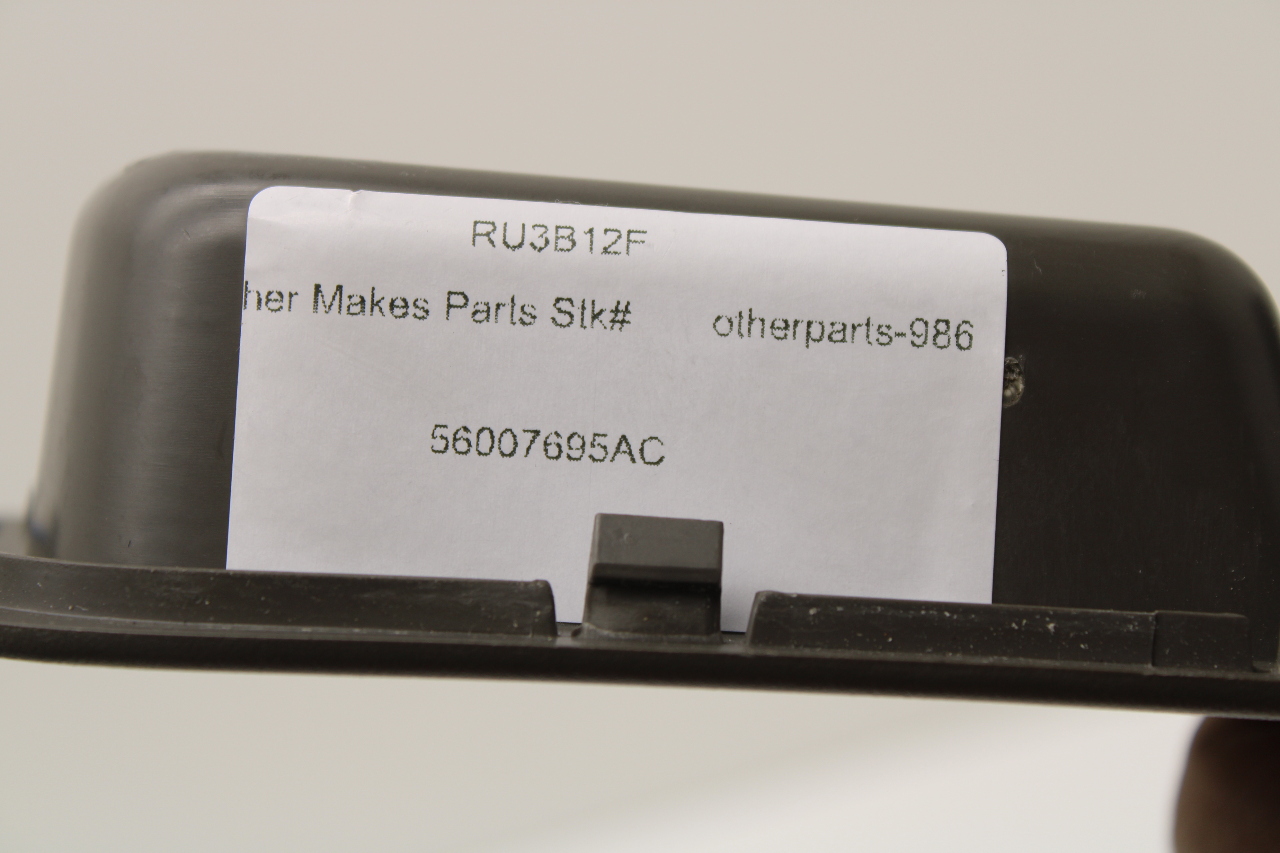 RU3B12F
her Makes Parts Stk# otherparts-986
56007695AC